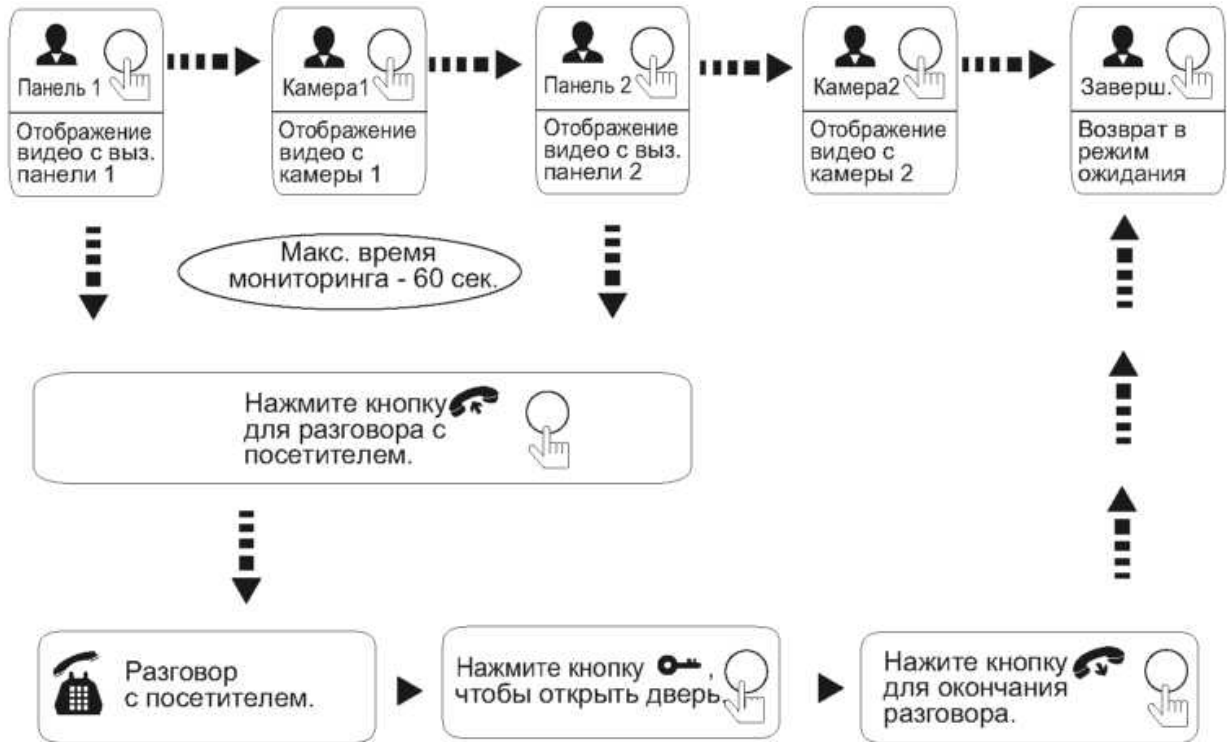 Панель 1
Отображение
видео с выз.
панели 1
Камера1
Отображение
видео с
камеры 1
Панель 2
Отображение
видео с выз.
панели 2
Камера2
Отображение
видео с
камеры 2
Заверш.
Возврат в
режим
ожидания
Макс. время
мониторинга - 60 сек.
Нажмите кнопку
для разговора с
посетителем.
Разговор
с посетителем.
Нажмите кнопку ,
чтобы открыть дверь.
Нажите кнопку
для окончания
разговора.